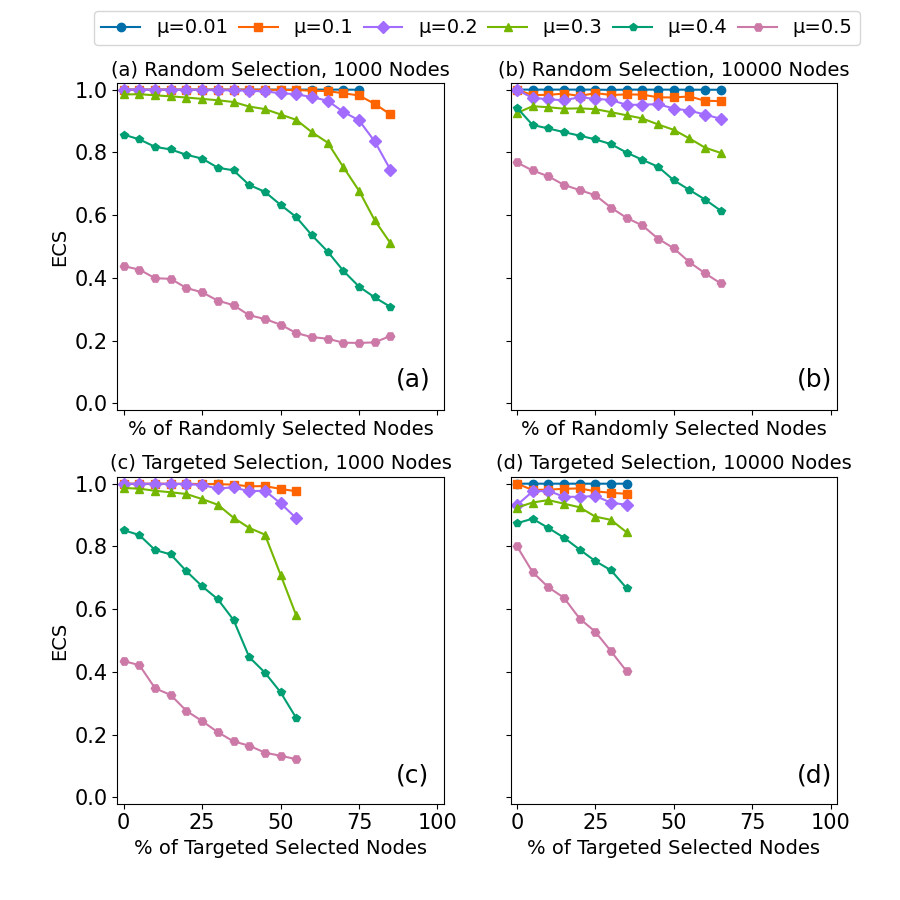 μ=0.01 μ=0.1 μ=0.2 μ=0.3 μ=0.4 μ=0.5
(a) Random Selection, 1000 Nodes
(b) Random Selection, 10000 Nodes
1.0
0.8
0.6
0.4
0.2
0.0
ECS
(a)
(b)
% of Randomly Selected Nodes
% of Randomly Selected Nodes
(c) Targeted Selection, 1000 Nodes
(d) Targeted Selection, 10000 Nodes
1.0
0.8
0.6
0.4
0.2
0.0
ECS
(c)
(d)
0 25 50 75 100
0 25 50 75 100
% of Targeted Selected Nodes
% of Targeted Selected Nodes